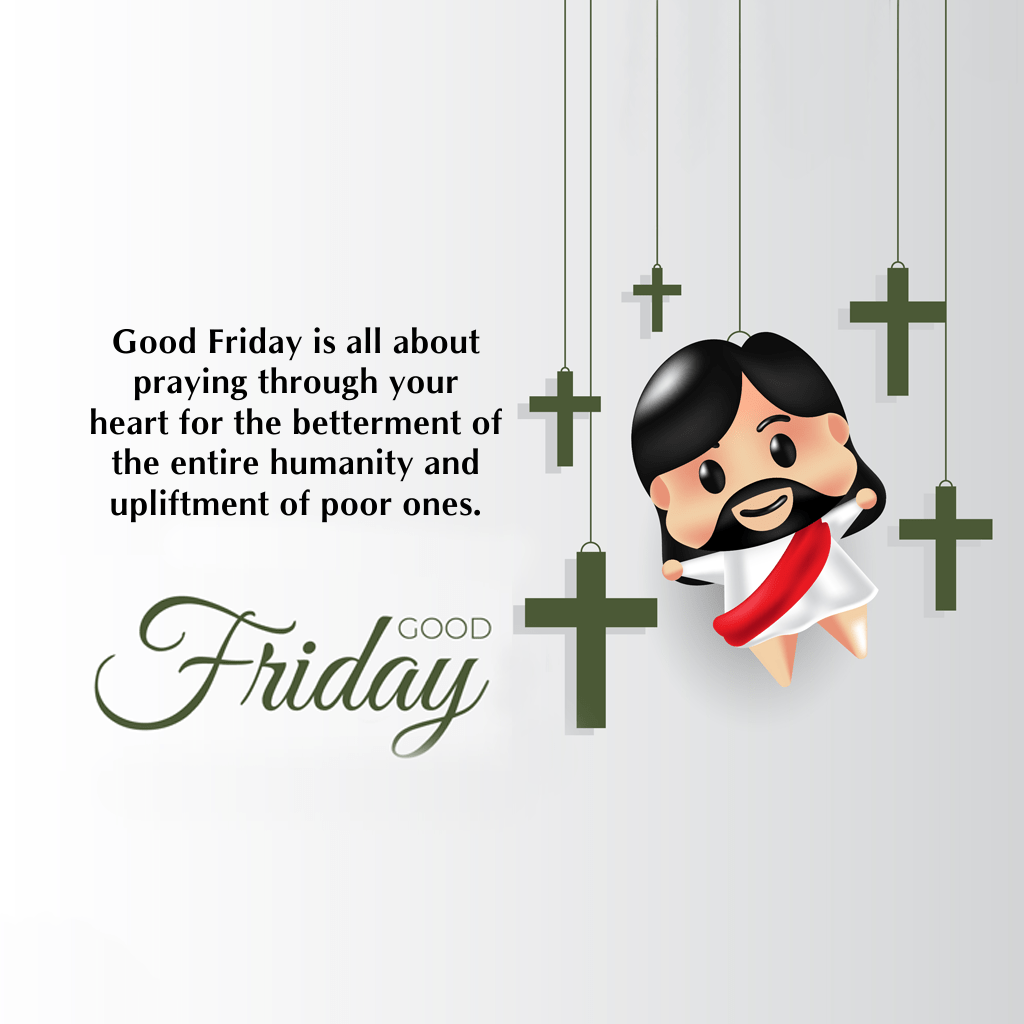 Good Friday is all about
praying through your
heart for the betterment of
the entire humanity and
upliftment of poor ones.
GOOD
Friday